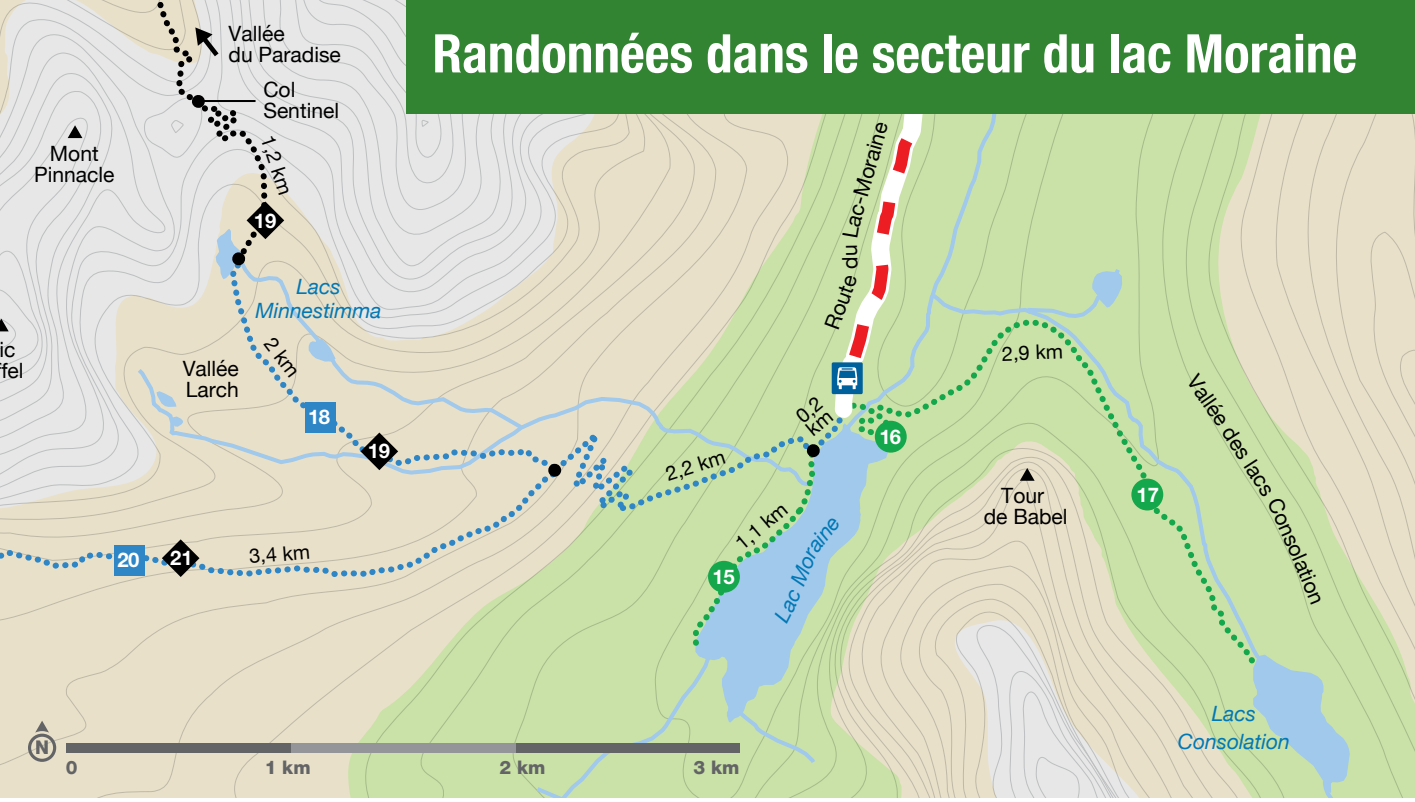 Randonnées dans le secteur du lac Moraine
Vallée
du Paradise
Col
Sentinel
Mont
Pinnacle
1,2 km
19
Route du Lac-Moraine
Lacs
Minnestimma
ic
ffel
2 km
Vallée
Larch
18
19
2,9 km
0,2
km
16
2,2 km
Vallée des lacs Consolation
Tour
de Babel
17
1,1 km
15
Lac Moraine
20
21
3,4 km
Lacs
Consolation
N
0
1 km
2 km
3 km